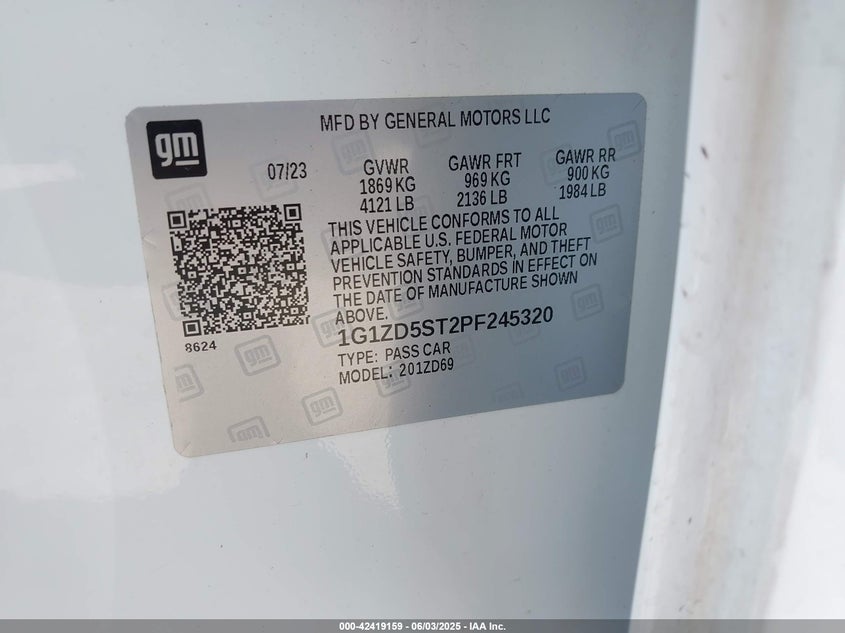 gm
MFD BY GENERAL MOTORS LLC
07/23 GVWR GAWR FRT GAWR RR
1869 KG 969 KG 900 KG
4121 LB 2136 LB 1984 LB
THIS VEHICLE CONFORMS TO ALL
APPLICABLE U.S. FEDERAL MOTOR
VEHICLE SAFETY, BUMPER, AND THEFT
PREVENTION STANDARDS IN EFFECT ON
THE DATE OF MANUFACTURE SHOWN
ABOVE.
8624
1G1ZD5ST2PF245320
TYPE: PASS CAR
MODEL: 201ZD69
000-42419159 - 06/03/2025 - IAA Inc.